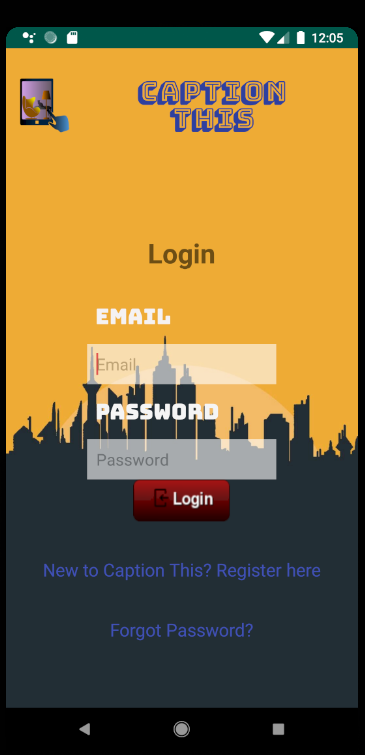 12:05
CAPTION
THIS
Login
EMAIL
Email
PASSWORD
Password
Login
New to Caption This? Register here
Forgot Password?